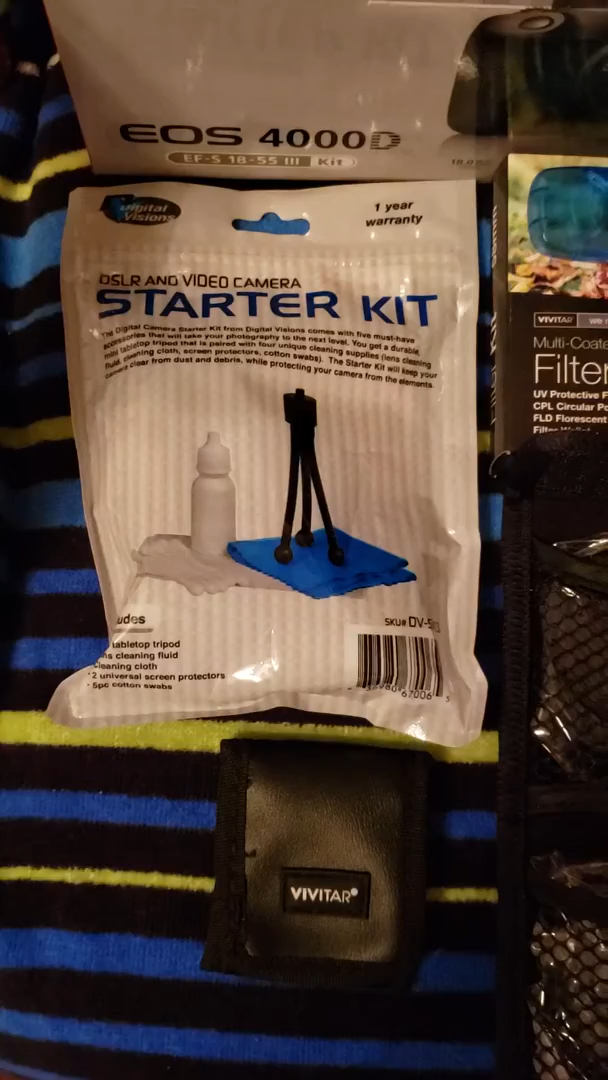 EOS 4000D
EF-S 18-55 III Kit
Digital Visions
1 year
warranty
DSLR AND VIDEO CAMERA
STARTER KIT
The Digital Camera Starter Kit from Digital Visions comes with five must-have
accessories that will take your photography to the next level. You get a durable,
mini tabletop tripod that is paired with four unique cleaning supplies (lens cleaning
fluid, cleaning cloth, screen protectors, cotton swabs). The Starter Kit will keep your
camera clear from dust and debris, while protecting your camera from the elements.
udes
SKU# DV-
tabletop tripod
ns cleaning fluid
leaning cloth
2 universal screen protectors
5pc cotton swabs
67006
VIVITAR
Multi-Coate
Filter
UV Protective F
CPL Circular Po
FLD Florescent
Filter Wallet
VIVITAR